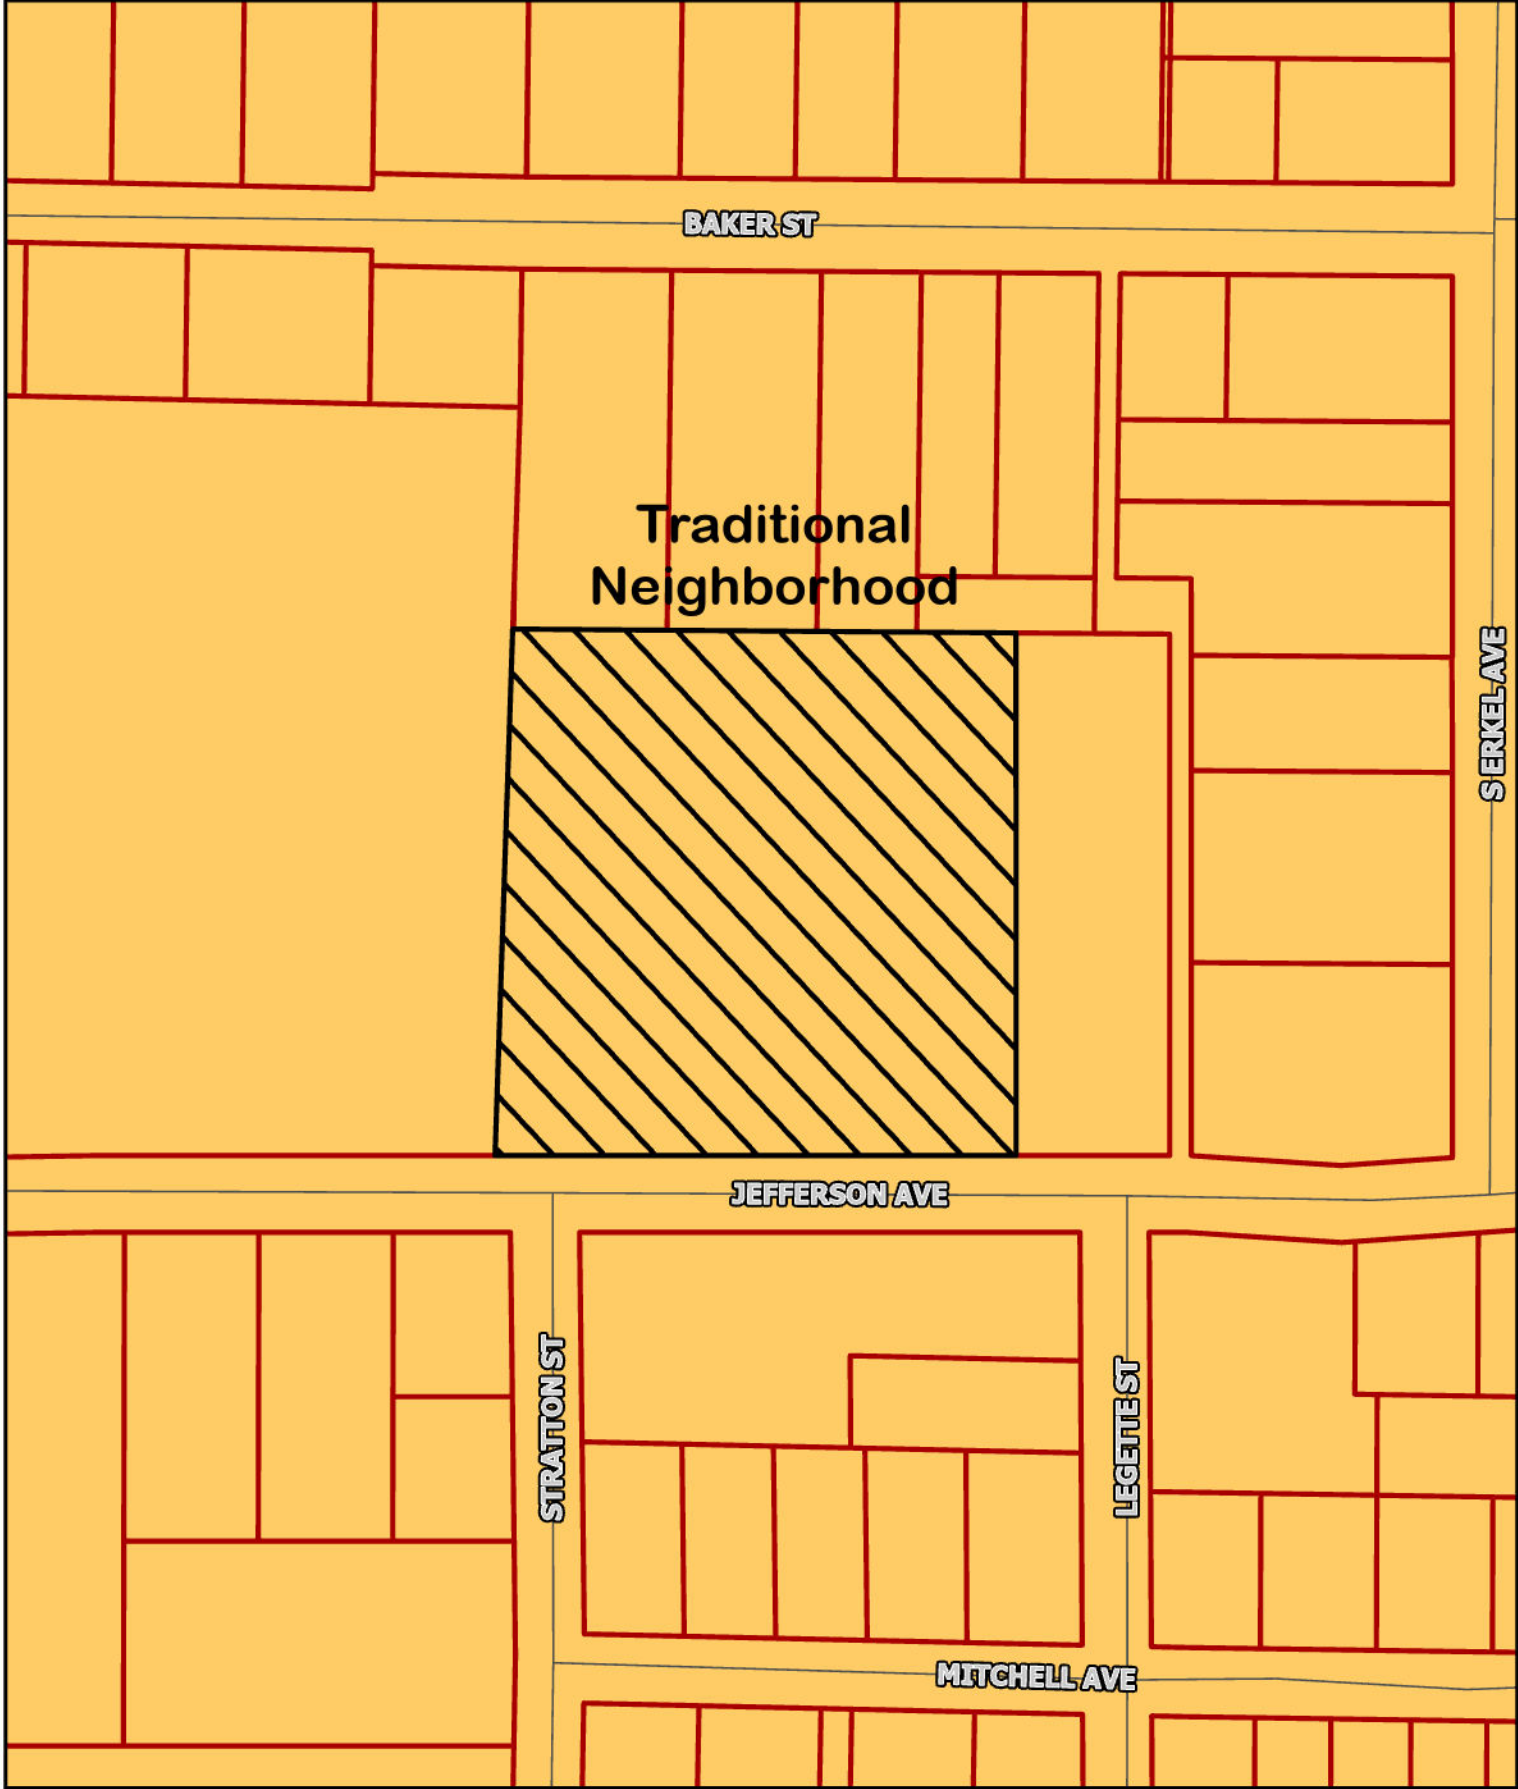 BAKER ST
Traditional
Neighborhood
S ERKEL AVE
JEFFERSON AVE
STRATTON ST
LEGETTE ST
MITCHELL AVE